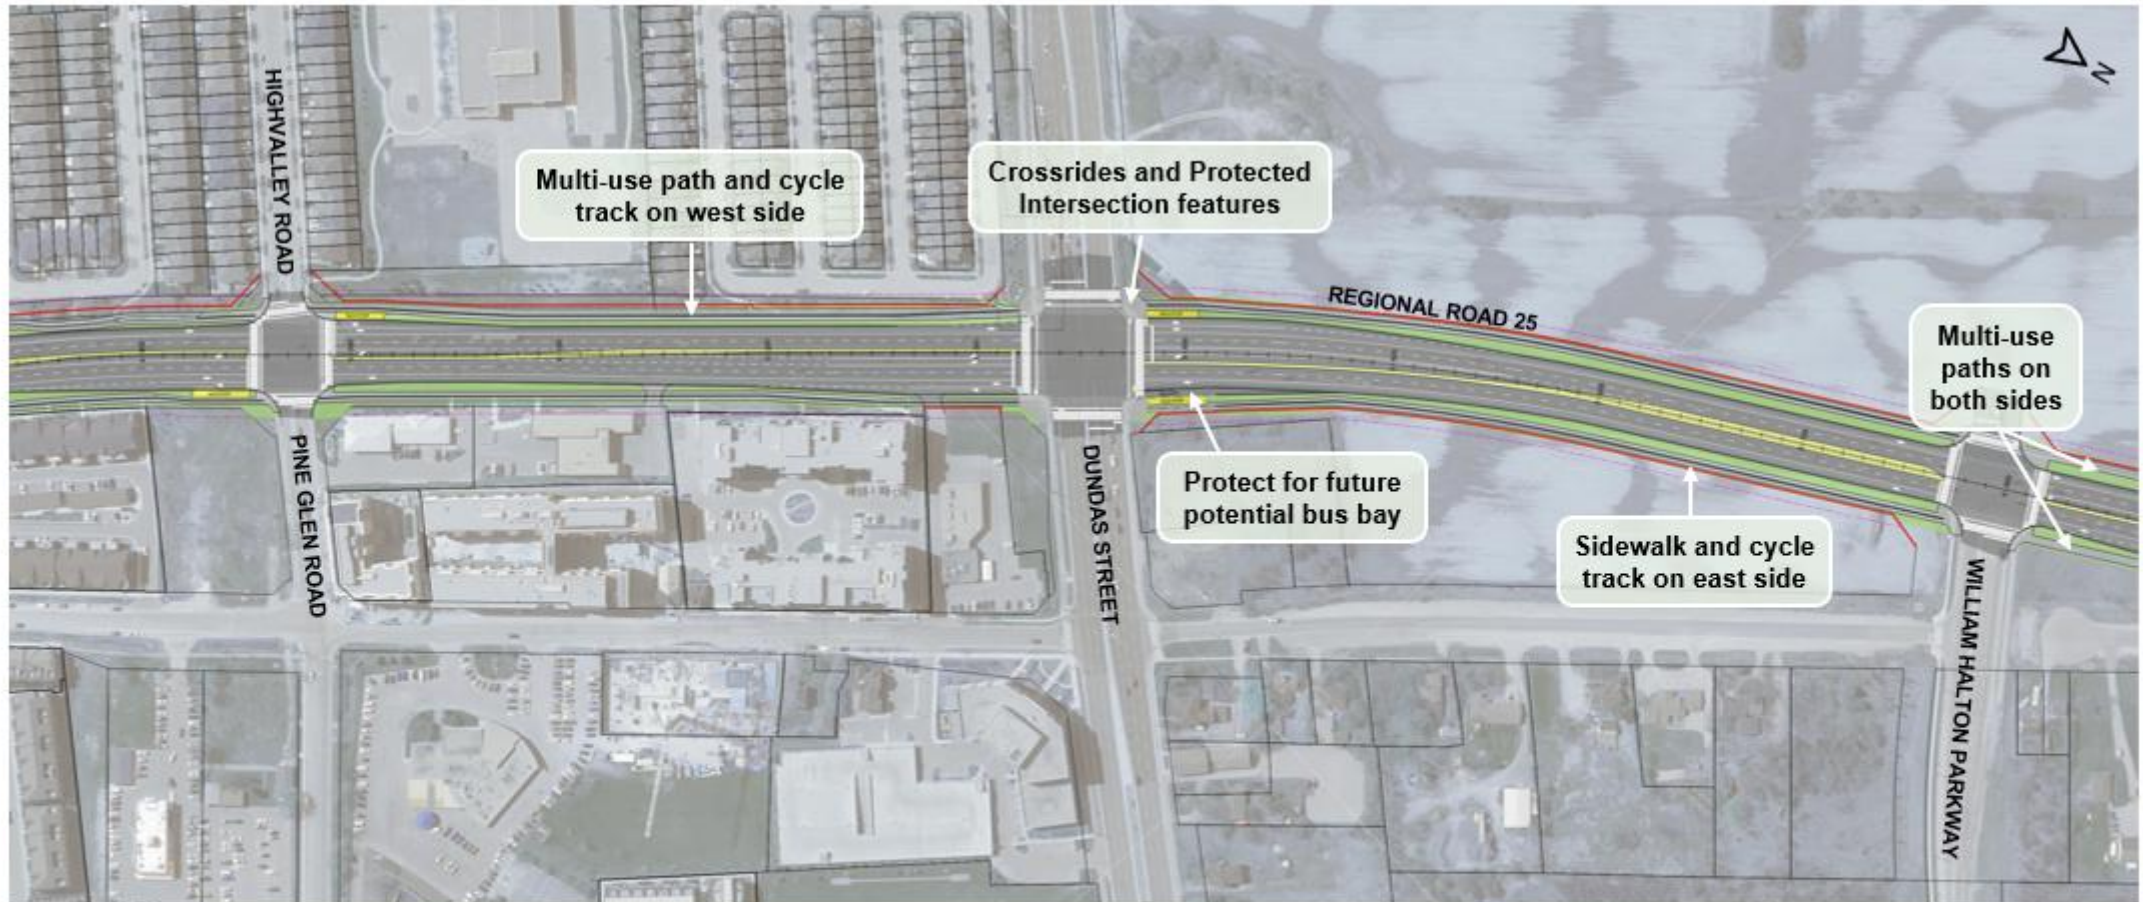 N
HIGHVALLEY ROAD
Multi-use path and cycle
track on west side
Crossrides and Protected
Intersection features
REGIONAL ROAD 25
Multi-use
paths on
both sides
PINE GLEN ROAD
DUNDAS STREET
Protect for future
potential bus bay
Sidewalk and cycle
track on east side
WILLIAM HALTON PARKWAY